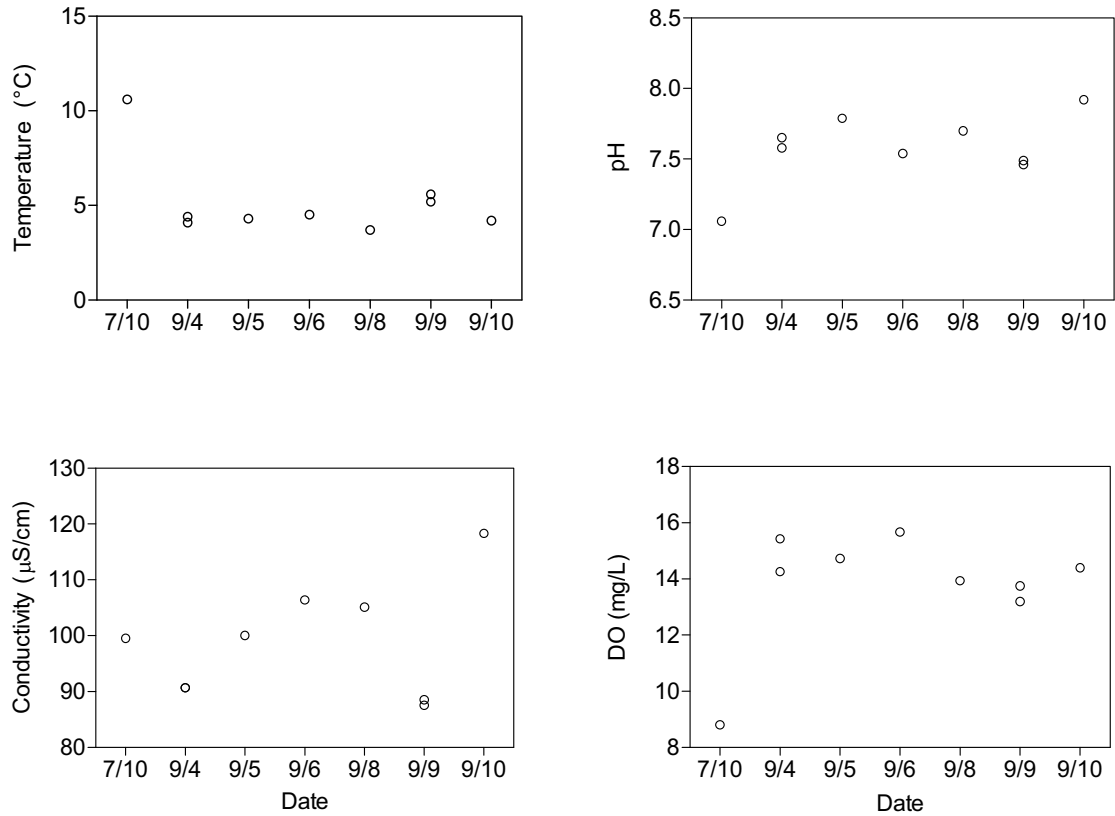 Temperature (°C)
15
10
5
0
7/10 9/4 9/5 9/6 9/8 9/9 9/10
pH
8.5
8.0
7.5
7.0
6.5
7/10 9/4 9/5 9/6 9/8 9/9 9/10
Conductivity (μS/cm)
130
120
110
100
90
80
7/10 9/4 9/5 9/6 9/8 9/9 9/10
Date
DO (mg/L)
18
16
14
12
10
8
7/10 9/4 9/5 9/6 9/8 9/9 9/10
Date